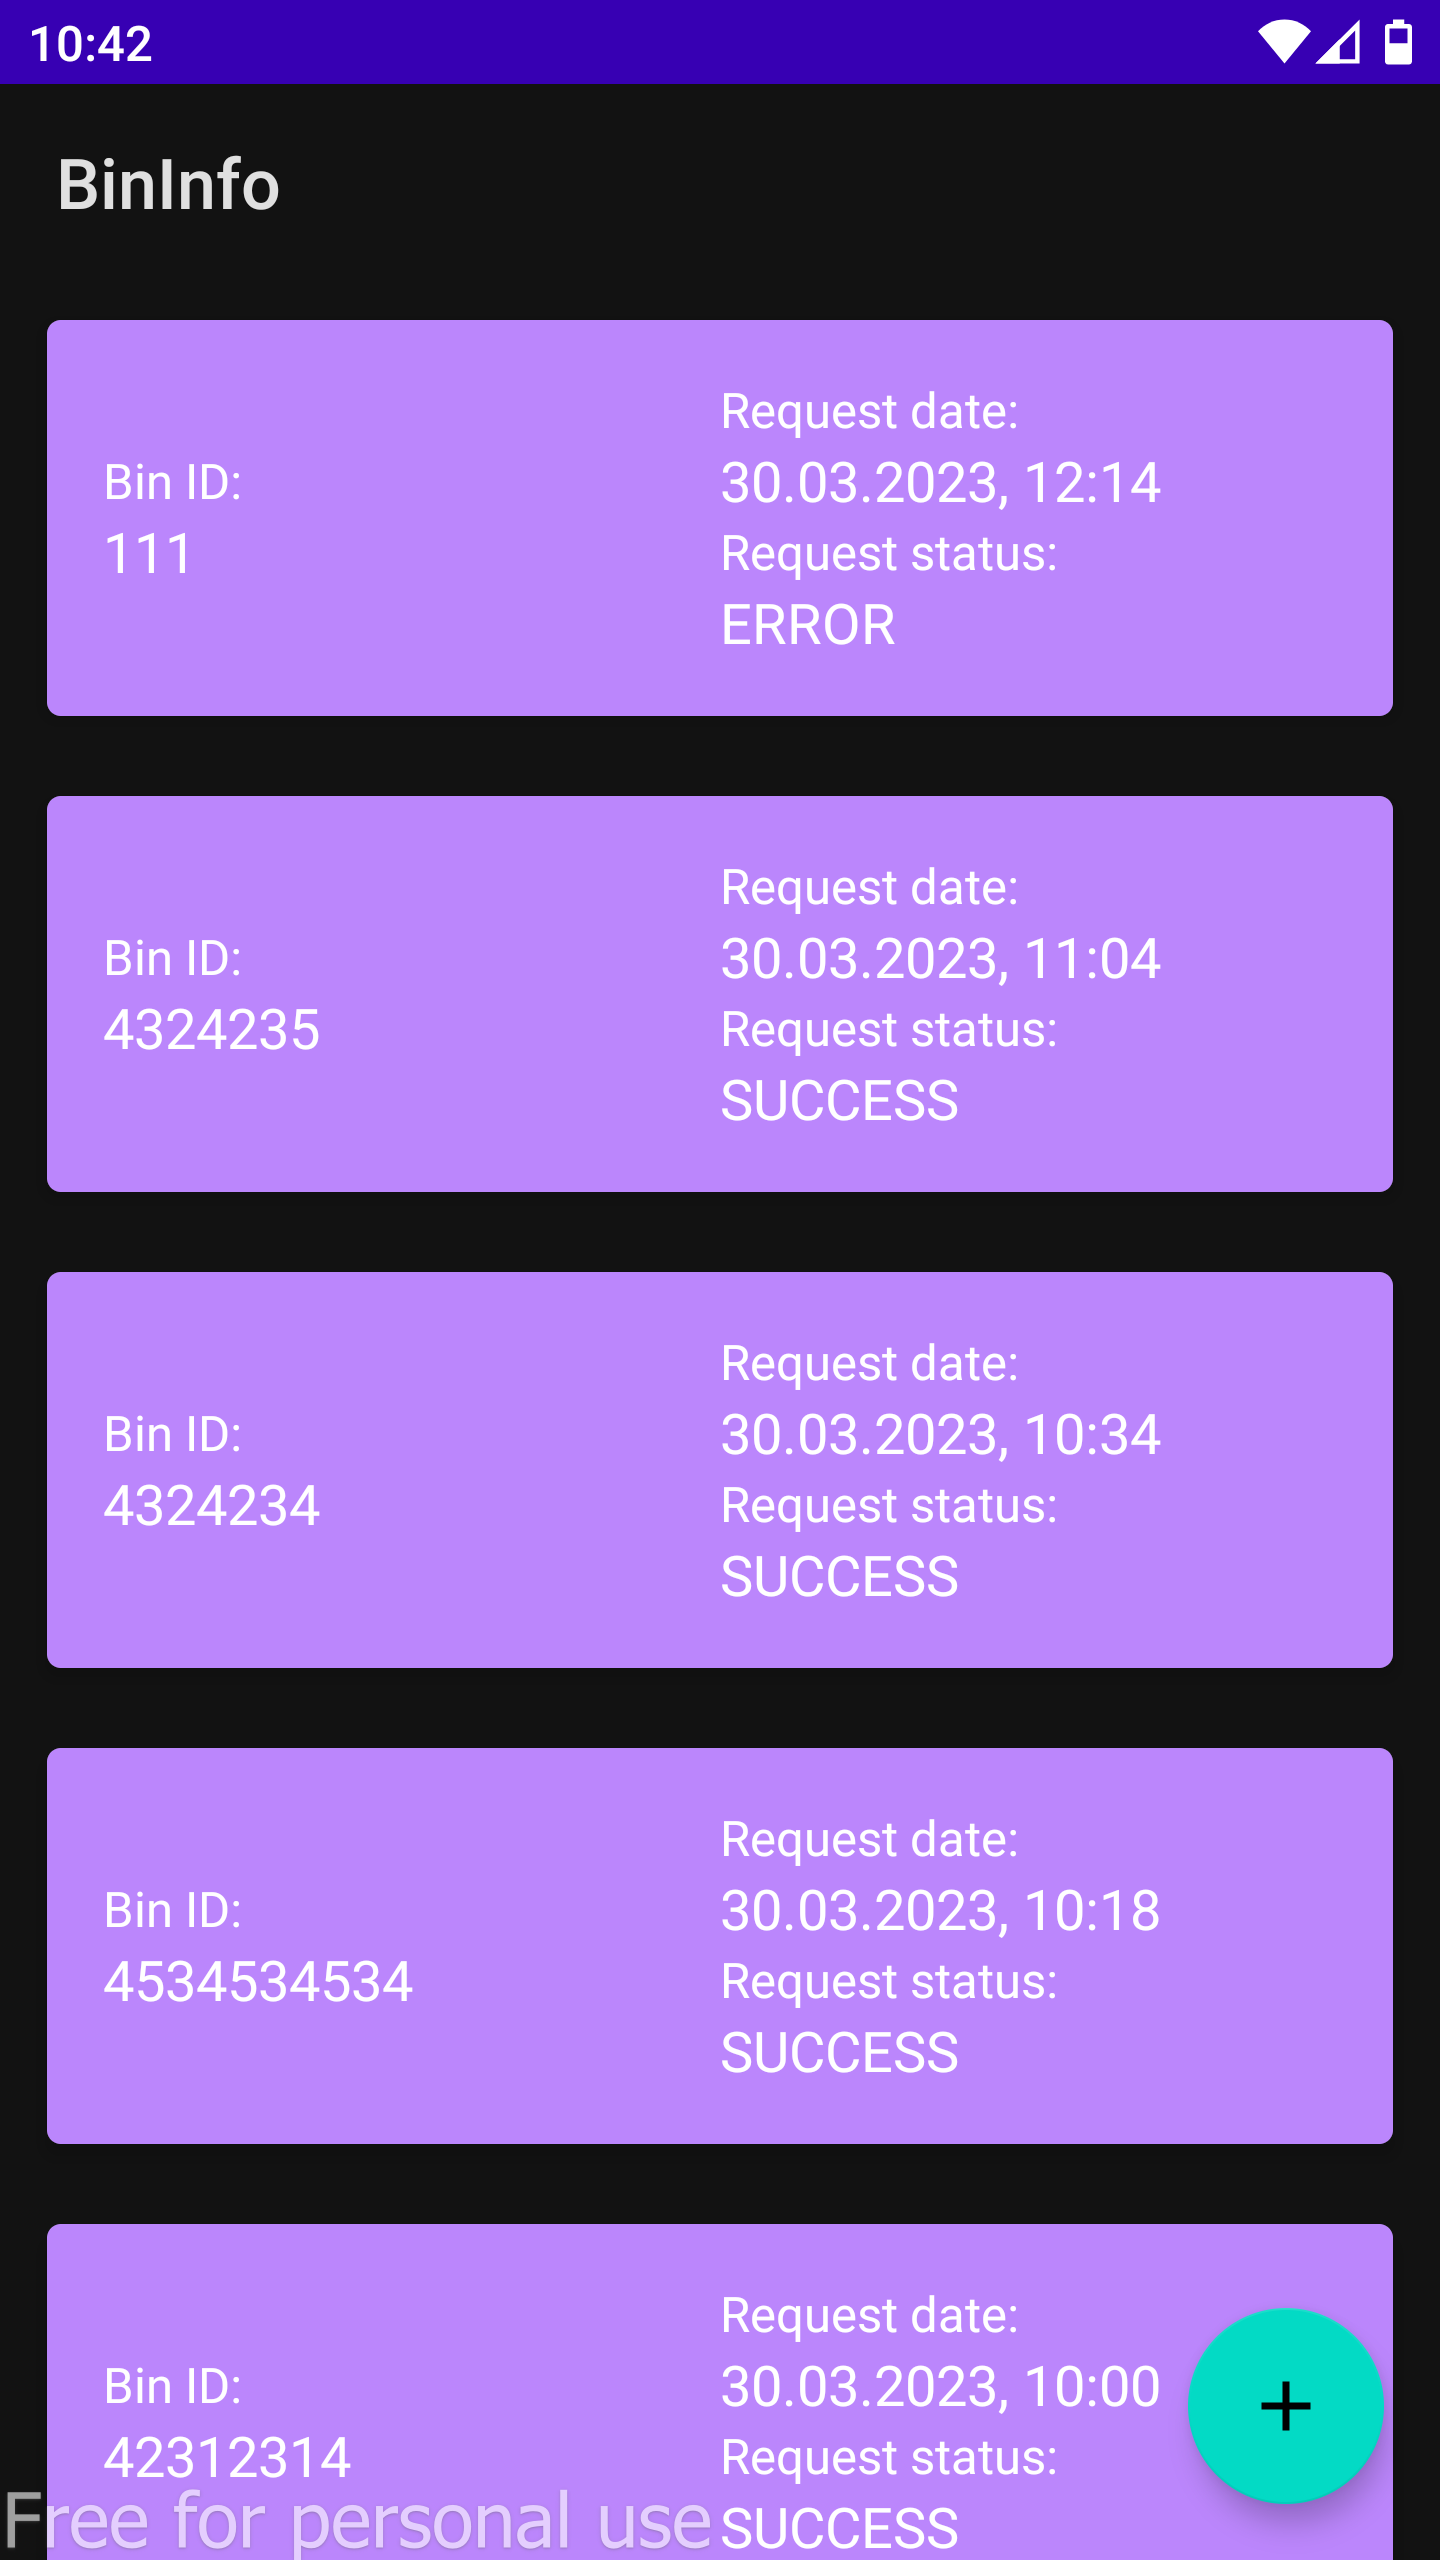 10:42
BinInfo
Bin ID:
111
Request date:
30.03.2023, 12:14
Request status:
ERROR
Bin ID:
4324235
Request date:
30.03.2023, 11:04
Request status:
SUCCESS
Bin ID:
4324234
Request date:
30.03.2023, 10:34
Request status:
SUCCESS
Bin ID:
4534534534
Request date:
30.03.2023, 10:18
Request status:
SUCCESS
Bin ID:
42312314
Request date:
30.03.2023, 10:00
Request status:
SUCCESS
Free for personal use